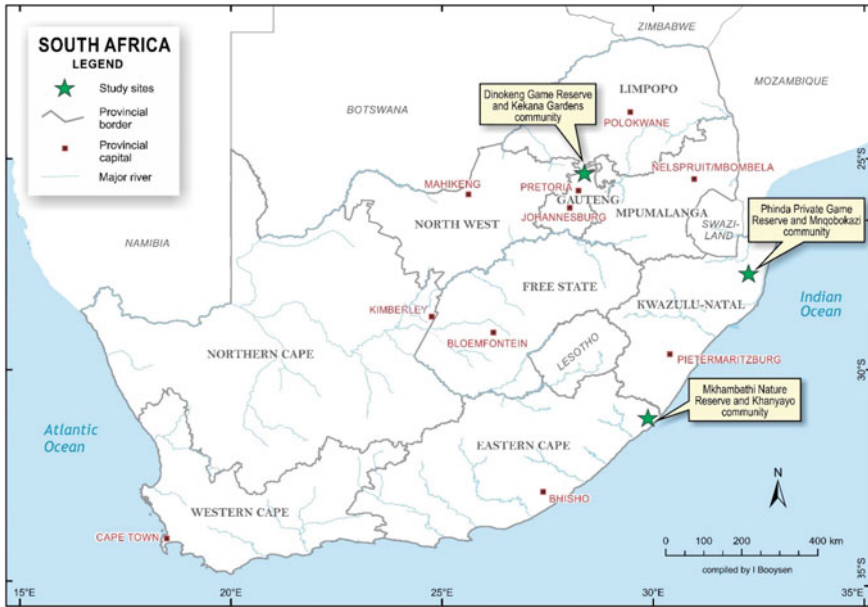 SOUTH AFRICA
LEGEND
Study sites
Provincial
border
Provincial
capital
Major river
ZIMBABWE
MOZAMBIQUE
BOTSWANA
NAMIBIA
LIMPOPO
Dinokeng Game Reserve
and Kekana Gardens
community
POLOKWANE
NELSPRUIT/MBOMBELA
MAHIKENG
PRETORIA
GAUTENG
JOHANNESBURG
MPUMALANGA
NORTH WEST
SWAZI-
LAND
Phinda Private Game
Reserve and Mnqobokazi
community
FREE STATE
KWAZULU-NATAL
Indian
Ocean
KIMBERLEY
BLOEMFONTEIN
LESOTHO
NORTHERN CAPE
PIETERMARITZBURG
Mkhambathi Nature
Reserve and Khanyayo
community
Atlantic
Ocean
EASTERN CAPE
WESTERN CAPE
BHISHO
CAPE TOWN
N
0 200 400 km
compiled by I Booysen
25°S
30°S
35°S
15°E 20°E 25°E 30°E 35°E